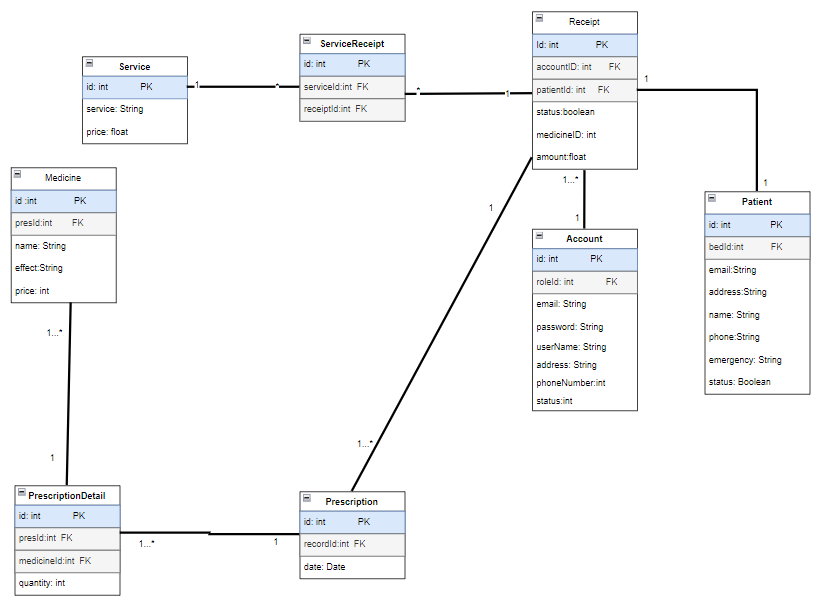 Service
id: int PK
service: String
price: float
1
*
ServiceReceipt
id: int PK
serviceId:int FK
receiptId:int FK
*
1
Receipt
Id: int PK
accountID: int FK
patientId: int FK
status:boolean
medicineID: int
amount:float
1
1
Patient
id: int PK
bedId:int FK
email:String
address:String
name: String
phone:String
emergency: String
status: Boolean
1...*
1
Account
id: int PK
roleId: int FK
email: String
password: String
userName: String
address: String
phoneNumber:int
status:int
Medicine
id :int PK
presId:int FK
name: String
effect:String
price: int
1...*
1
PrescriptionDetail
id: int PK
presId:int FK
medicineId:int FK
quantity: int
1...*
1
1
1...*
Prescription
id: int PK
recordId:int FK
date: Date